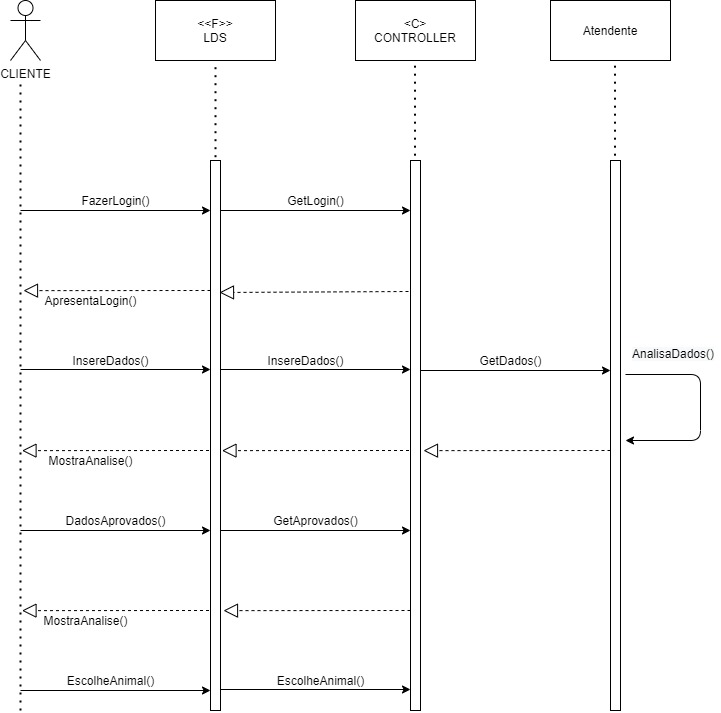 <<F>>
LDS
<C>
CONTROLLER
Atendente
CLIENTE
FazerLogin()
GetLogin()
ApresentaLogin()
InsereDados()
InsereDados()
GetDados()
AnalisaDados()
MostraAnalise()
DadosAprovados()
GetAprovados()
MostraAnalise()
EscolheAnimal()
EscolheAnimal()